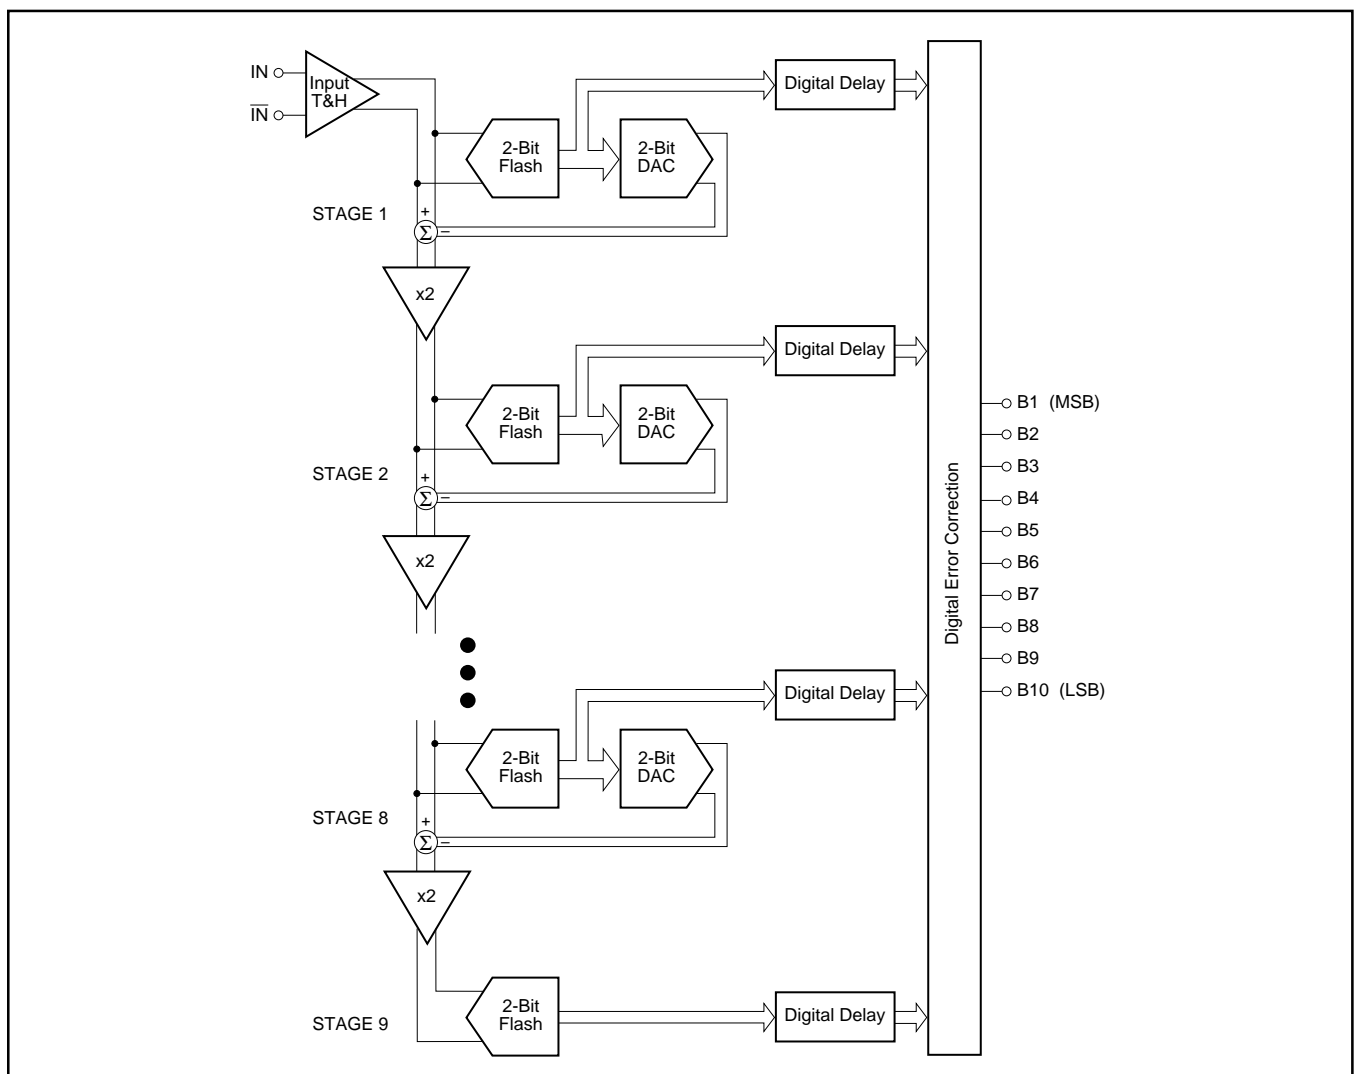 IN
IN
Input
T&H
2-Bit
Flash
2-Bit
DAC
Digital Delay
STAGE 1
+
Σ
–
x2
2-Bit
Flash
2-Bit
DAC
Digital Delay
STAGE 2
+
Σ
–
x2
2-Bit
Flash
2-Bit
DAC
Digital Delay
STAGE 8
+
Σ
–
x2
2-Bit
Flash
Digital Delay
STAGE 9
Digital Error Correction
B1 (MSB)
B2
B3
B4
B5
B6
B7
B8
B9
B10 (LSB)